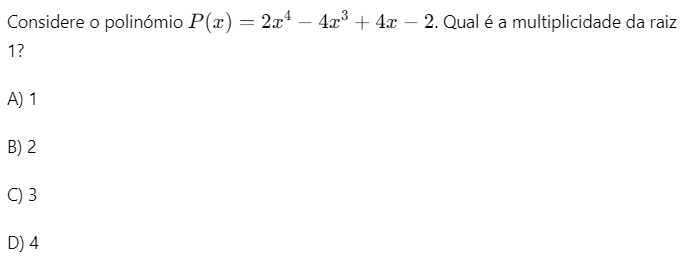 Considere o polinómio $P(x) = 2x^4 - 4x^3 + 4x - 2$. Qual é a multiplicidade da raiz
1?
A) 1
B) 2
C) 3
D) 4